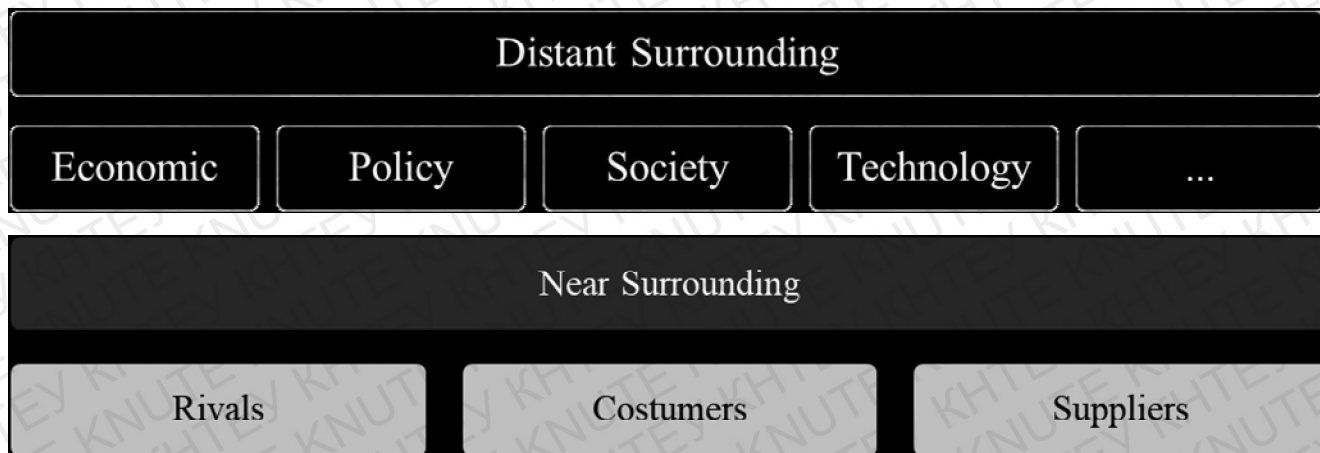 Distant Surrounding
Economic Policy Society Technology ...
Near Surrounding
Rivals Costumers Suppliers